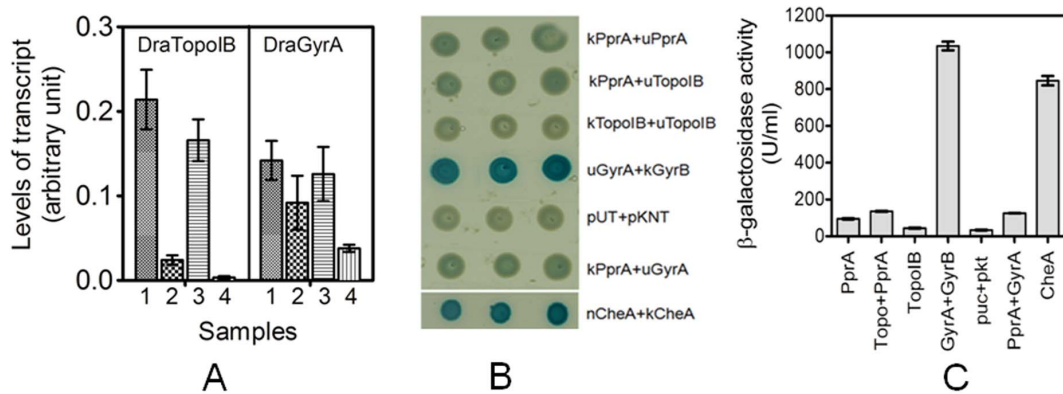 Levels of transcript
(arbitrary unit)
0.3
0.2
0.1
0.0
DraTopoIB
DraGyrA
1 2 3 4 1 2 3 4
Samples
A
kPprA+uPprA
kPprA+uTopoIB
kTopoIB+uTopoIB
uGyrA+kGyrB
pUT+pKNT
kPprA+uGyrA
nCheA+kCheA
B
β-galactosidase activity
(U/ml)
1200
1000
800
600
400
200
0
PprA
Topo+PprA
TopoIB
GyrA+GyrB
puc+pkt
PprA+GyrA
CheA
C